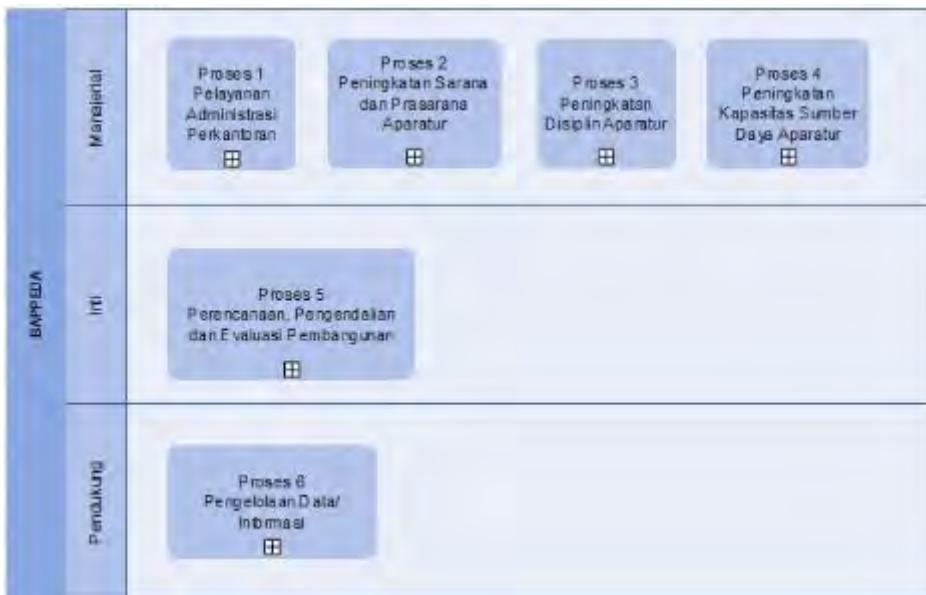 BAPPEDA
Manajerial
Proses 1
Pelayanan
Administrasi
Perkantoran
Proses 2
Peningkatan Sarana
dan Prasarana
Aparatur
Proses 3
Peningkatan
Disiplin Aparatur
Proses 4
Peningkatan
Kapasitas Sumber
Daya Aparatur
Inti
Proses 5
Perencanaan, Pengendalian
dan Evaluasi Pembangunan
Pendukung
Proses 6
Pengelolaan Data/
Informasi